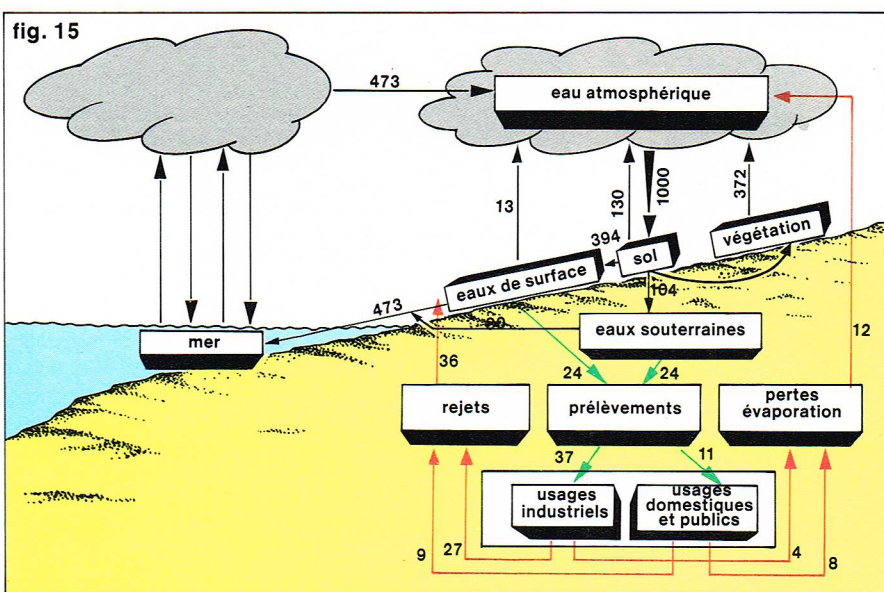 fig. 15
473
eau atmosphérique
13
130
1000
372
394
végétation
sol
eaux de surface
104
473
80
mer
eaux souterraines
36
12
24
24
rejets
prélèvements
pertes
évaporation
37
11
usages
industriels
usages
domestiques
et publics
9
27
4
8